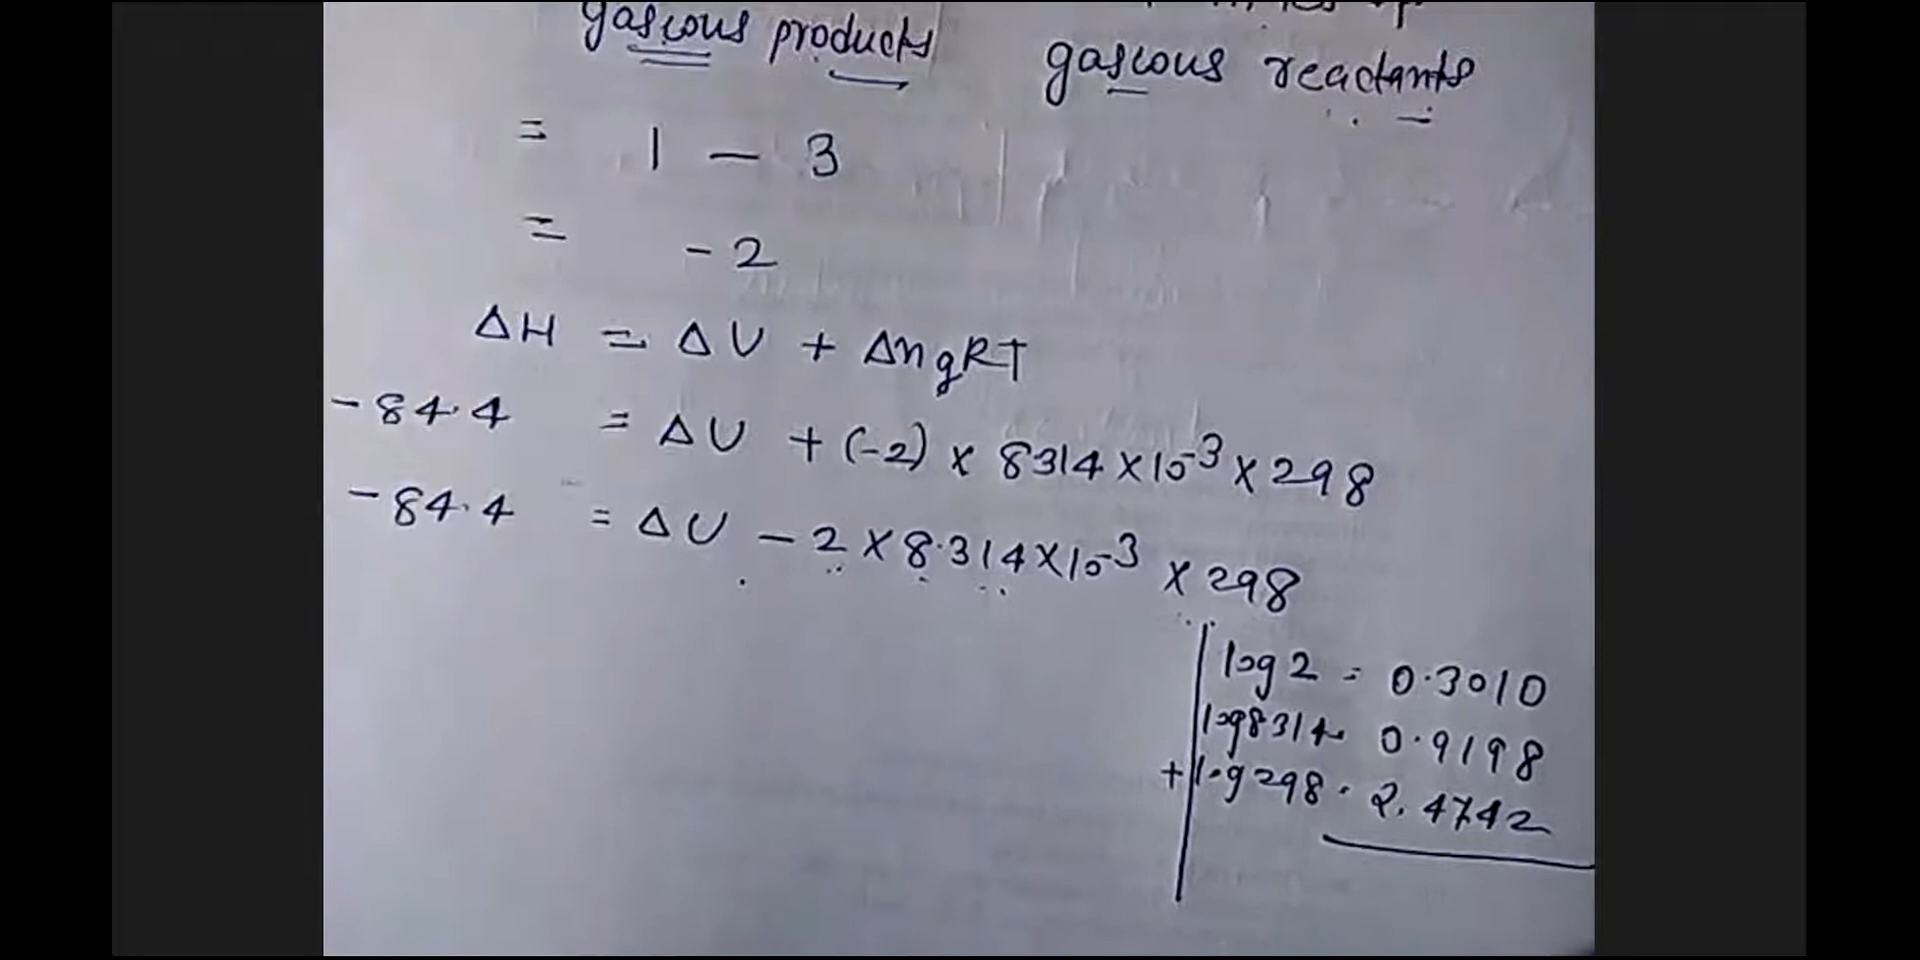 gaseous products gaseous reactants
= 1 – 3
= - 2
ΔH = ΔU + ΔngRT
- 84.4 = ΔU + (-2) × 8314 × 10-3 × 298
- 84.4 = ΔU – 2 × 8.314 × 10-3 × 298
log 2 = 0.3010
log 8314 = 0.9198
+ log 298 = 2.4742